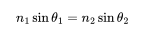 n₁ sin θ₁ = n₂ sin θ₂